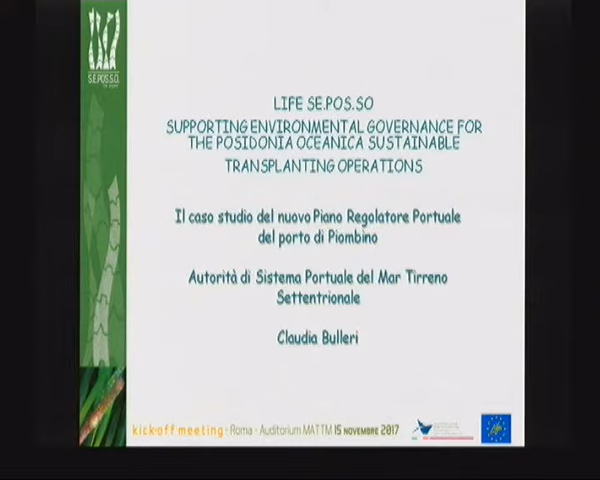 S.E.POS.SO.
LIFE SE.POS.SO
SUPPORTING ENVIRONMENTAL GOVERNANCE FOR
THE POSIDONIA OCEANICA SUSTAINABLE
TRANSPLANTING OPERATIONS
Il caso studio del nuovo Piano Regolatore Portuale
del porto di Piombino
Autorità di Sistema Portuale del Mar Tirreno
Settentrionale
Claudia Bulleri
kick-off meeting - Roma - Auditorium MATTM 15 NOVEMBRE 2017